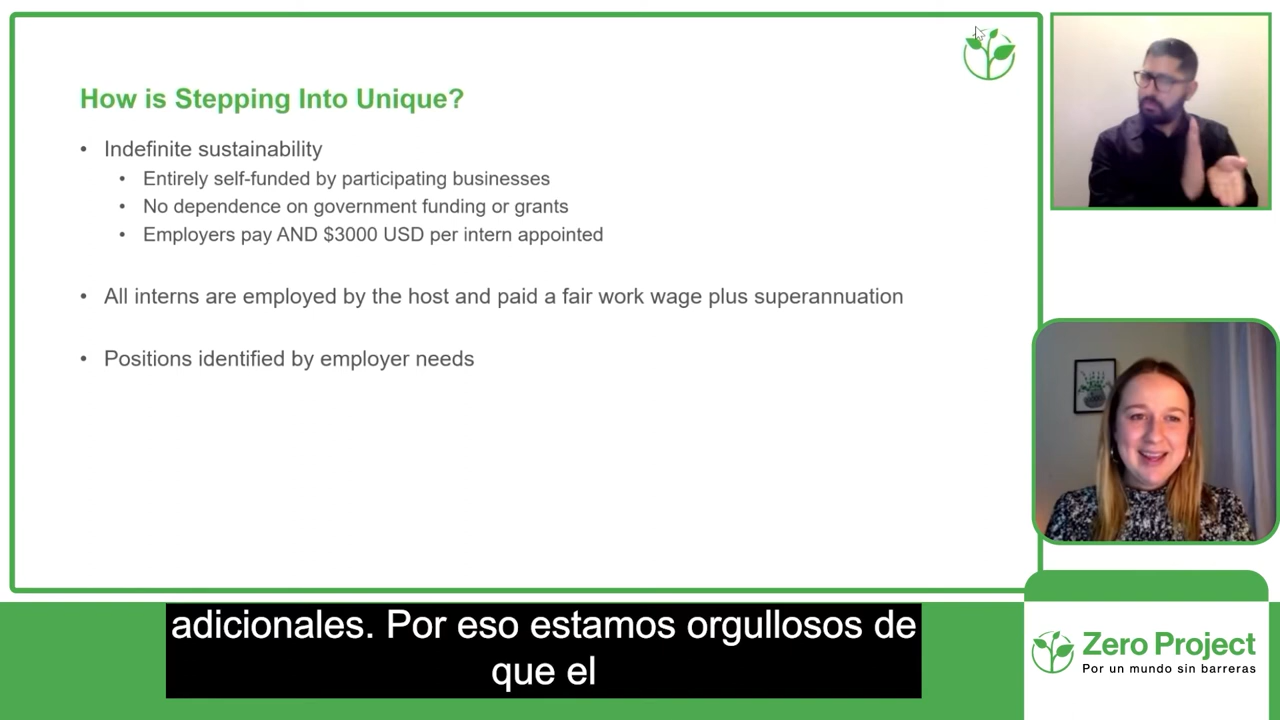 How is Stepping Into Unique?
• Indefinite sustainability
• Entirely self-funded by participating businesses
• No dependence on government funding or grants
• Employers pay AND $3000 USD per intern appointed
• All interns are employed by the host and paid a fair work wage plus superannuation
• Positions identified by employer needs
adicionales. Por eso estamos orgullosos de
que el
Zero Project
Por un mundo sin barreras